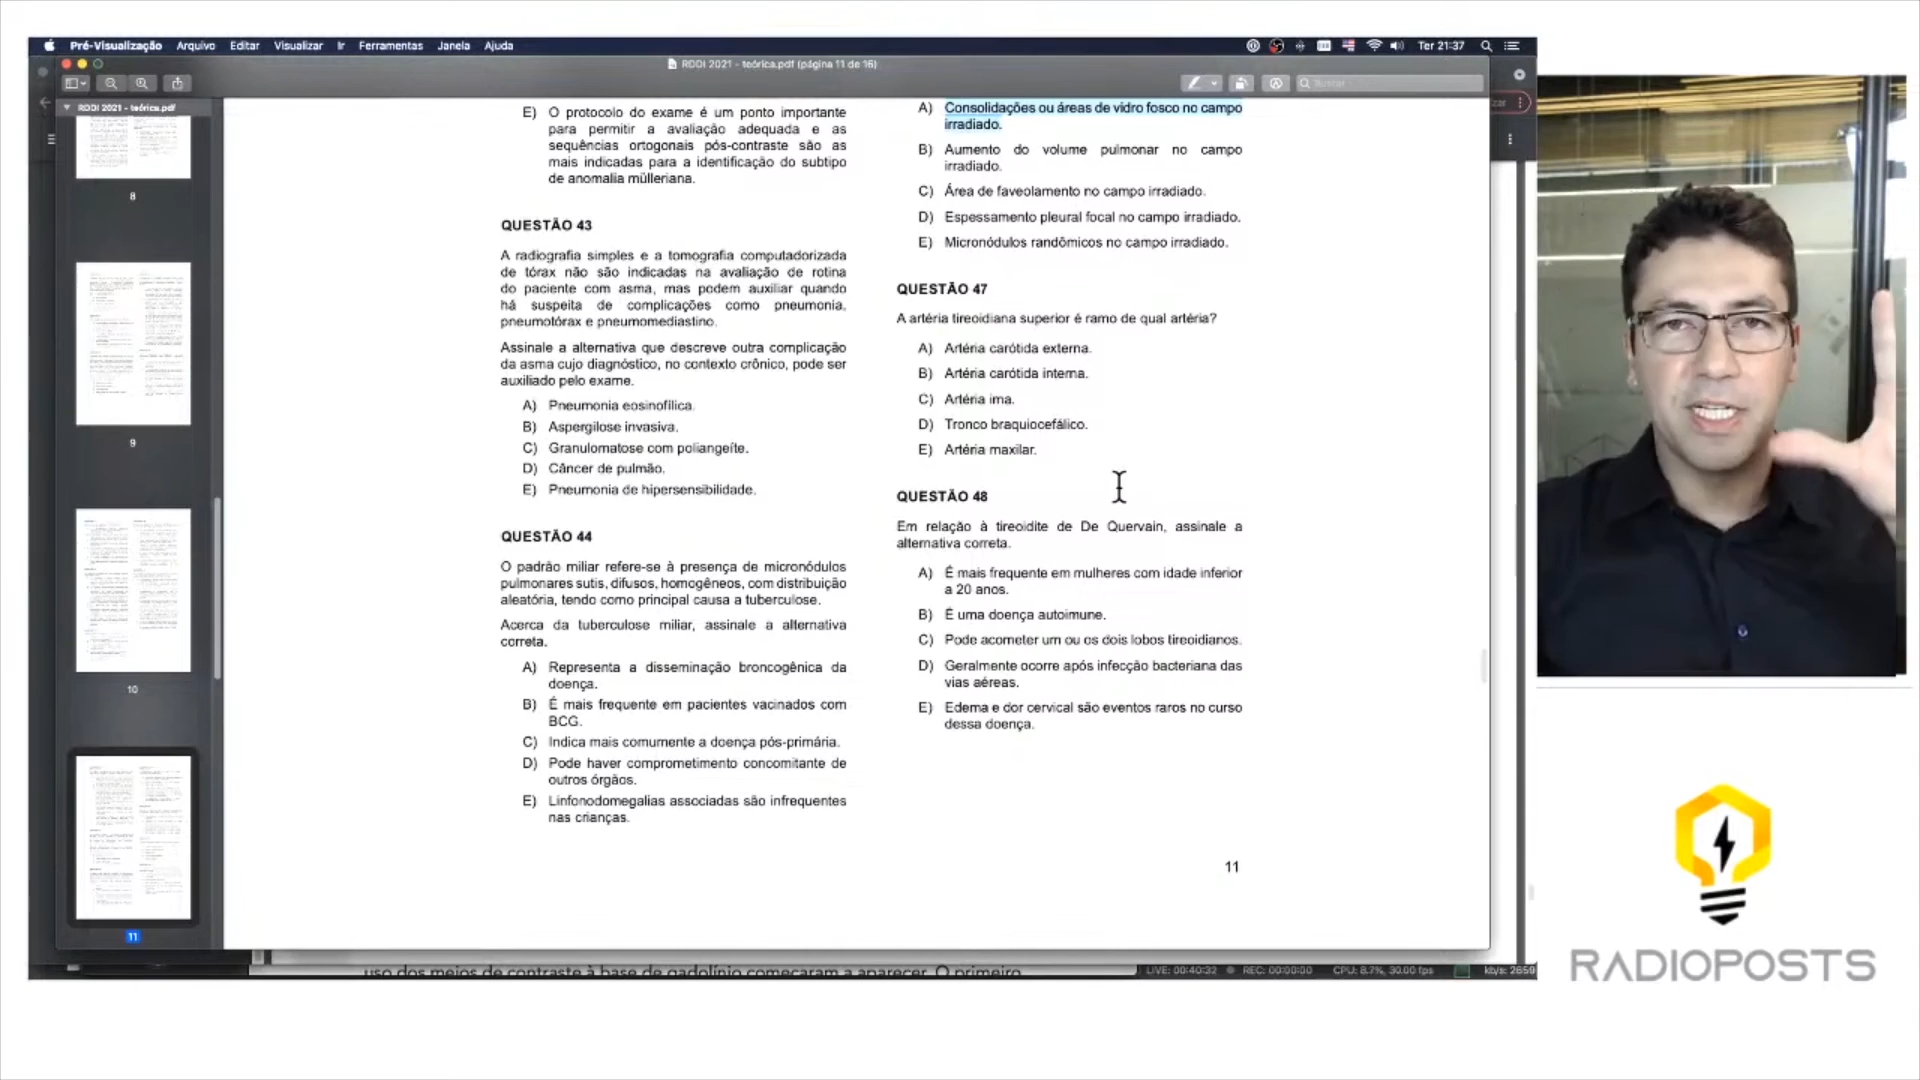 Pré-Visualização Arquivo Editar Visualizar Ir Ferramentas Janela Ajuda
Ter 21:37
RDDI 2021 - teórica.pdf (página 11 de 16)
Buscar
RDDI 2021 - teórica.pdf
8
9
10
11
E) O protocolo do exame é um ponto importante
para permitir a avaliação adequada e as
sequências ortogonais pós-contraste são as
mais indicadas para a identificação do subtipo
de anomalia mülleriana.
QUESTÃO 43
A radiografia simples e a tomografia computadorizada
de tórax não são indicadas na avaliação de rotina
do paciente com asma, mas podem auxiliar quando
há suspeita de complicações como pneumonia,
pneumotórax e pneumomediastino.
Assinale a alternativa que descreve outra complicação
da asma cujo diagnóstico, no contexto crônico, pode ser
auxiliado pelo exame.
A) Pneumonia eosinofílica.
B) Aspergilose invasiva.
C) Granulomatose com poliangeíte.
D) Câncer de pulmão.
E) Pneumonia de hipersensibilidade.
QUESTÃO 44
O padrão miliar refere-se à presença de micronódulos
pulmonares sutis, difusos, homogêneos, com distribuição
aleatória, tendo como principal causa a tuberculose.
Acerca da tuberculose miliar, assinale a alternativa
correta.
A) Representa a disseminação broncogênica da
doença.
B) É mais frequente em pacientes vacinados com
BCG.
C) Indica mais comumente a doença pós-primária.
D) Pode haver comprometimento concomitante de
outros órgãos.
E) Linfonodomegalias associadas são infrequentes
nas crianças.
A) Consolidações ou áreas de vidro fosco no campo
irradiado.
B) Aumento do volume pulmonar no campo
irradiado.
C) Área de faveolamento no campo irradiado.
D) Espessamento pleural focal no campo irradiado.
E) Micronódulos randômicos no campo irradiado.
QUESTÃO 47
A artéria tireoidiana superior é ramo de qual artéria?
A) Artéria carótida externa.
B) Artéria carótida interna.
C) Artéria ima.
D) Tronco braquiocefálico.
E) Artéria maxilar.
QUESTÃO 48
Em relação à tireoidite de De Quervain, assinale a
alternativa correta.
A) É mais frequente em mulheres com idade inferior
a 20 anos.
B) É uma doença autoimune.
C) Pode acometer um ou os dois lobos tireoidianos.
D) Geralmente ocorre após infecção bacteriana das
vias aéreas.
E) Edema e dor cervical são eventos raros no curso
dessa doença.
11
uso dos meios de contraste à base de gadolínio começaram a aparecer. O primeiro
LIVE: 00:40:32 REC: 00:00:00 CPU: 8.7%, 30.00 fps kb/s: 2659
RADIOPOSTS